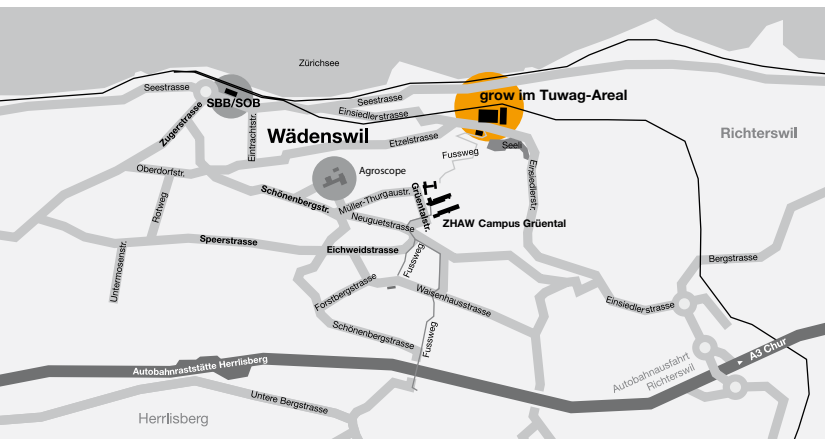 Zürichsee
Seestrasse
SBB/SOB
Seestrasse
grow im Tuwag-Areal
Zugerstrasse
Eintrachtstr.
Einsiedlerstrasse
Wädenswil
Etzelstrasse
Richterswil
Seeli
Fussweg
Oberdorfstr.
Agroscope
Einsiedlerstr.
Schönenbergstr.
Müller-Thurgaustr.
Grüentalstr.
Rotweg
Neuguetstrasse
ZHAW Campus Grüental
Speerstrasse
Eichweidstrasse
Fussweg
Bergstrasse
Untermosenstr.
Forstbergstrasse
Waisenhausstrasse
Einsiedlerstrasse
Schönenbergstrasse
Fussweg
A3 Chur
Autobahnraststätte Herrlisberg
Autobahnausfahrt
Richterswil
Untere Bergstrasse
Herrlisberg